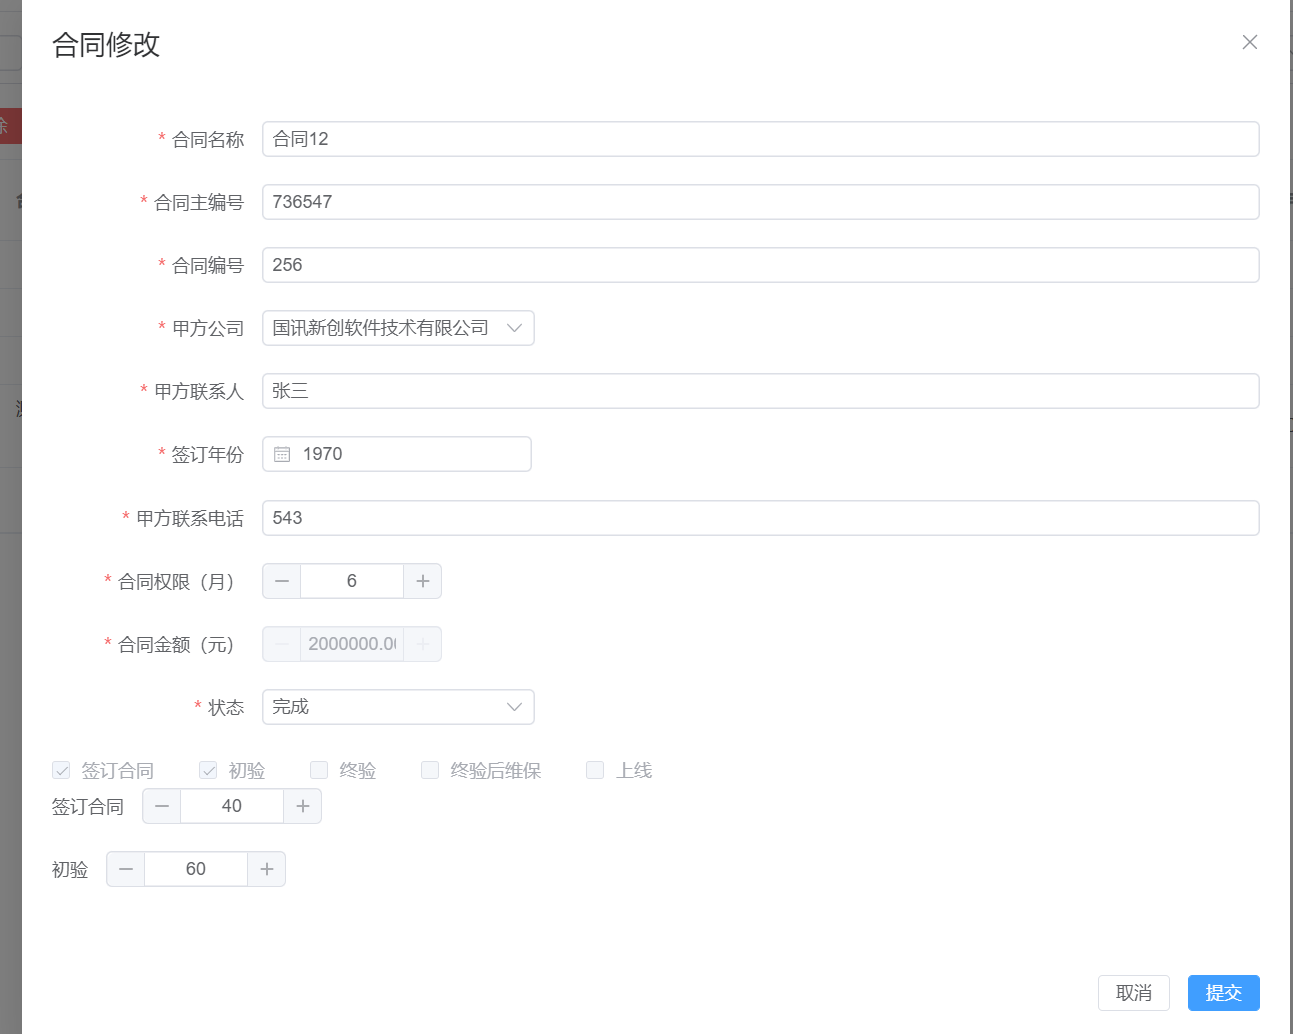 合同修改
* 合同名称 合同12
* 合同主编号 736547
* 合同编号 256
* 甲方公司 国讯新创软件技术有限公司
* 甲方联系人 张三
* 签订年份 1970
* 甲方联系电话 543
* 合同权限（月） 6
* 合同金额（元） 2000000.0
* 状态 完成
签订合同 初验 终验 终验后维保 上线
签订合同 40
初验 60
取消 提交